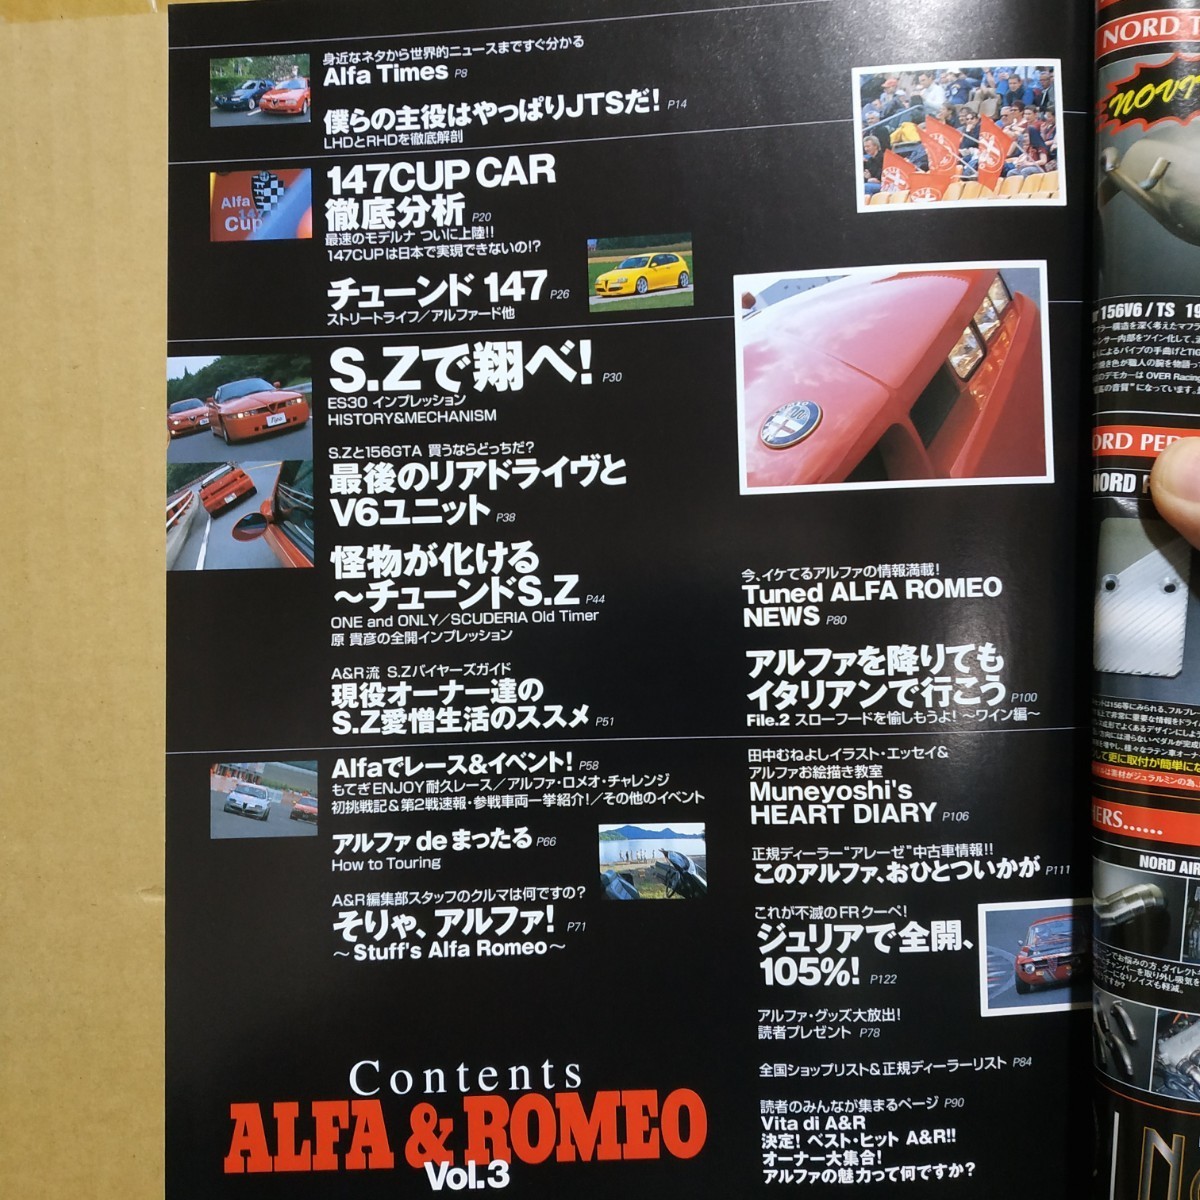 身近なネタから世界的ニュースまですぐ分かる
Alfa Times P8
僕らの主役はやっぱりJTSだ! P14
LHDとRHDを徹底解剖
Alfa
147
Cup
147CUP CAR
徹底分析 P20
最速のモデルナ ついに上陸!!
147CUPは日本で実現できないの!?
チューンド 147 P26
ストリートライフ/アルファード他
S.Zで翔べ! P30
ES30 インプレッション
HISTORY&MECHANISM
S.Zと156GTA 買うならどっちだ?
最後のリアドライヴと
V6ユニット P38
怪物が化ける
～チューンドS.Z P44
ONE and ONLY/SCUDERIA Old Timer
原 貴彦の全開インプレッション
A&R流 S.Zバイヤーズガイド
現役オーナー達の
S.Z愛憎生活のススメ P51
Alfaでレース&イベント! P58
もてぎENJOY耐久レース/アルファ・ロメオ・チャレンジ
初挑戦記&第2戦速報・参戦車両一挙紹介!/その他のイベント
アルファ de まったる P66
How to Touring
A&R編集部スタッフのクルマは何ですの?
そりゃ、アルファ! P71
～Stuff's Alfa Romeo～
今、イケてるアルファの情報満載!
Tuned ALFA ROMEO
NEWS P80
アルファを降りても
イタリアンで行こう P100
File.2 スローフードを愉しもうよ! ～ワイン編～
田中むねよしイラスト・エッセイ&
アルファお絵描き教室
Muneyoshi's
HEART DIARY P106
正規ディーラー"アレーゼ"中古車情報!!
このアルファ、おひとついかが P111
これが不滅のFRクーペ!
ジュリアで全開、
105%! P122
アルファ・グッズ大放出!
読者プレゼント P78
全国ショップリスト&正規ディーラーリスト P84
読者のみんなが集まるページ P90
Vita di A&R
決定! ベスト・ヒット A&R!!
オーナー大集合!
アルファの魅力って何ですか?
Contents
ALFA & ROMEO
Vol.3
NORD
156V6 / TS
NORD
NORD AIR